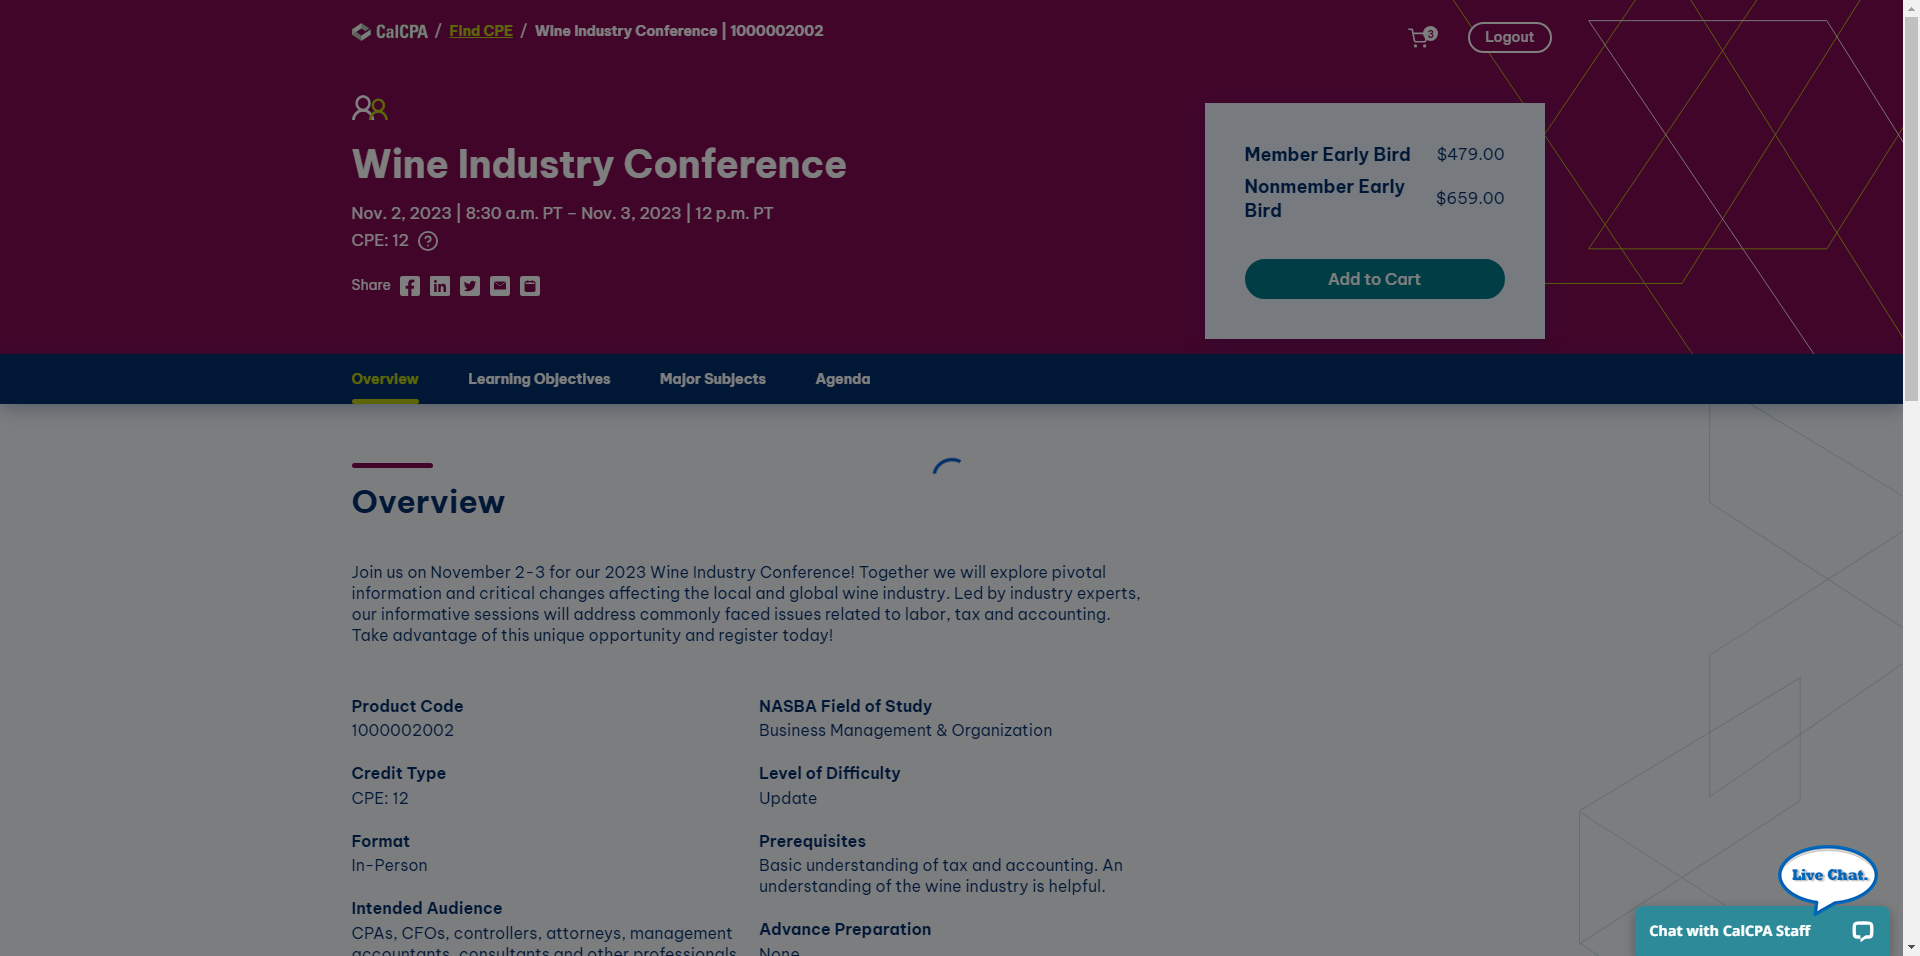 CalCPA / Find CPE / Wine Industry Conference | 1000002002
3
Logout
Wine Industry Conference
Nov. 2, 2023 | 8:30 a.m. PT – Nov. 3, 2023 | 12 p.m. PT
CPE: 12 ?
Share
Member Early Bird $479.00
Nonmember Early Bird $659.00
Add to Cart
Overview Learning Objectives Major Subjects Agenda
Overview
Join us on November 2-3 for our 2023 Wine Industry Conference! Together we will explore pivotal
information and critical changes affecting the local and global wine industry. Led by industry experts,
our informative sessions will address commonly faced issues related to labor, tax and accounting.
Take advantage of this unique opportunity and register today!
Product Code
1000002002
Credit Type
CPE: 12
Format
In-Person
Intended Audience
CPAs, CFOs, controllers, attorneys, management
accountants, consultants and other professionals
NASBA Field of Study
Business Management & Organization
Level of Difficulty
Update
Prerequisites
Basic understanding of tax and accounting. An
understanding of the wine industry is helpful.
Advance Preparation
None
Live Chat.
Chat with CalCPA Staff